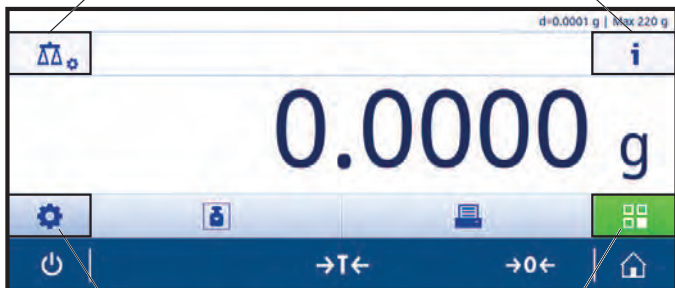 d=0.0001 g | Max 220 g
i
0.0000 g
→T← →0←